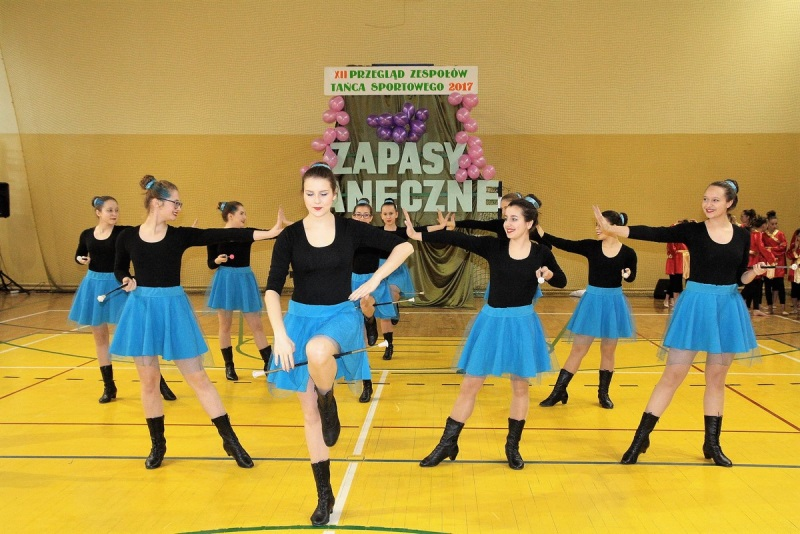 XII PRZEGLĄD ZESPOŁÓW
TAŃCA SPORTOWEGO 2017
ZAPASY